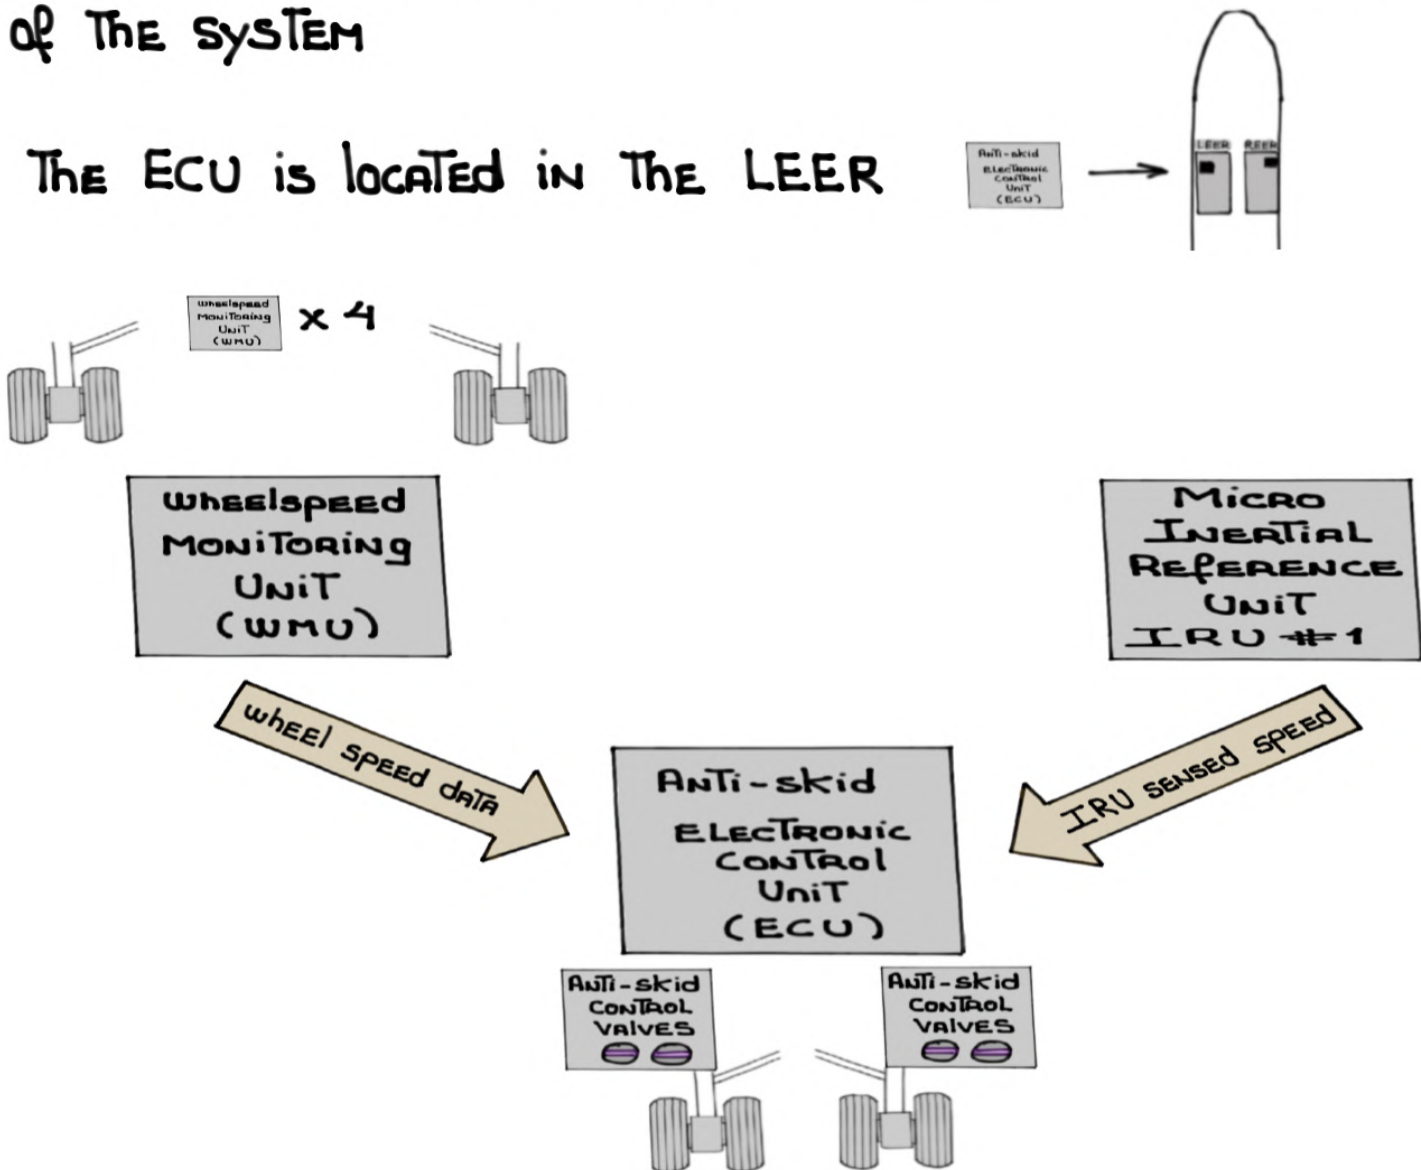 of The SYSTEM
The ECU is located in The LEER
Anti-skid
Electronic
Control
Unit
(ECU)
LEER
REER
Wheelspeed
Monitoring
Unit
(WMU)
x 4
Wheelspeed
Monitoring
Unit
(WMU)
Micro
Inertial
Reference
Unit
IRU #1
Wheel speed data
IRU sensed speed
Anti-skid
Electronic
Control
Unit
(ECU)
Anti-skid
Control
Valves
Anti-skid
Control
Valves